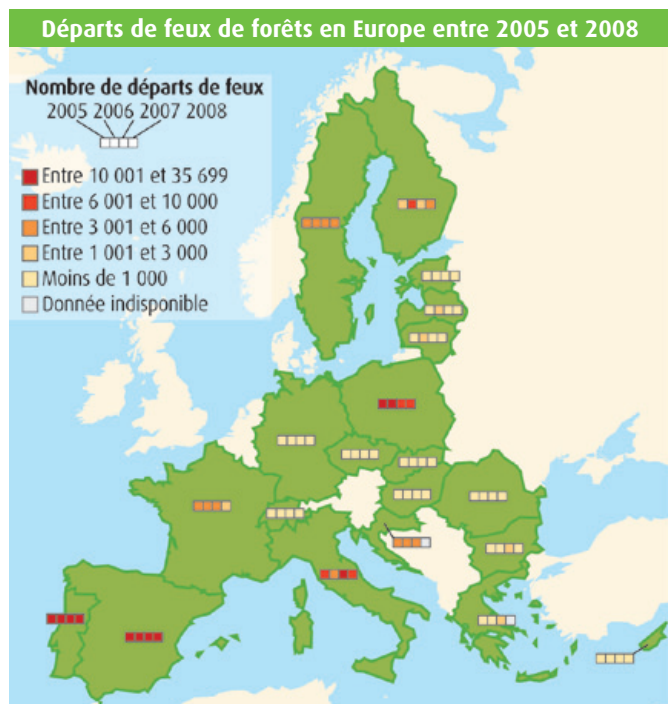 Départs de feux de forêts en Europe entre 2005 et 2008
Nombre de départs de feux
2005 2006 2007 2008
Entre 10 001 et 35 699
Entre 6 001 et 10 000
Entre 3 001 et 6 000
Entre 1 001 et 3 000
Moins de 1 000
Donnée indisponible